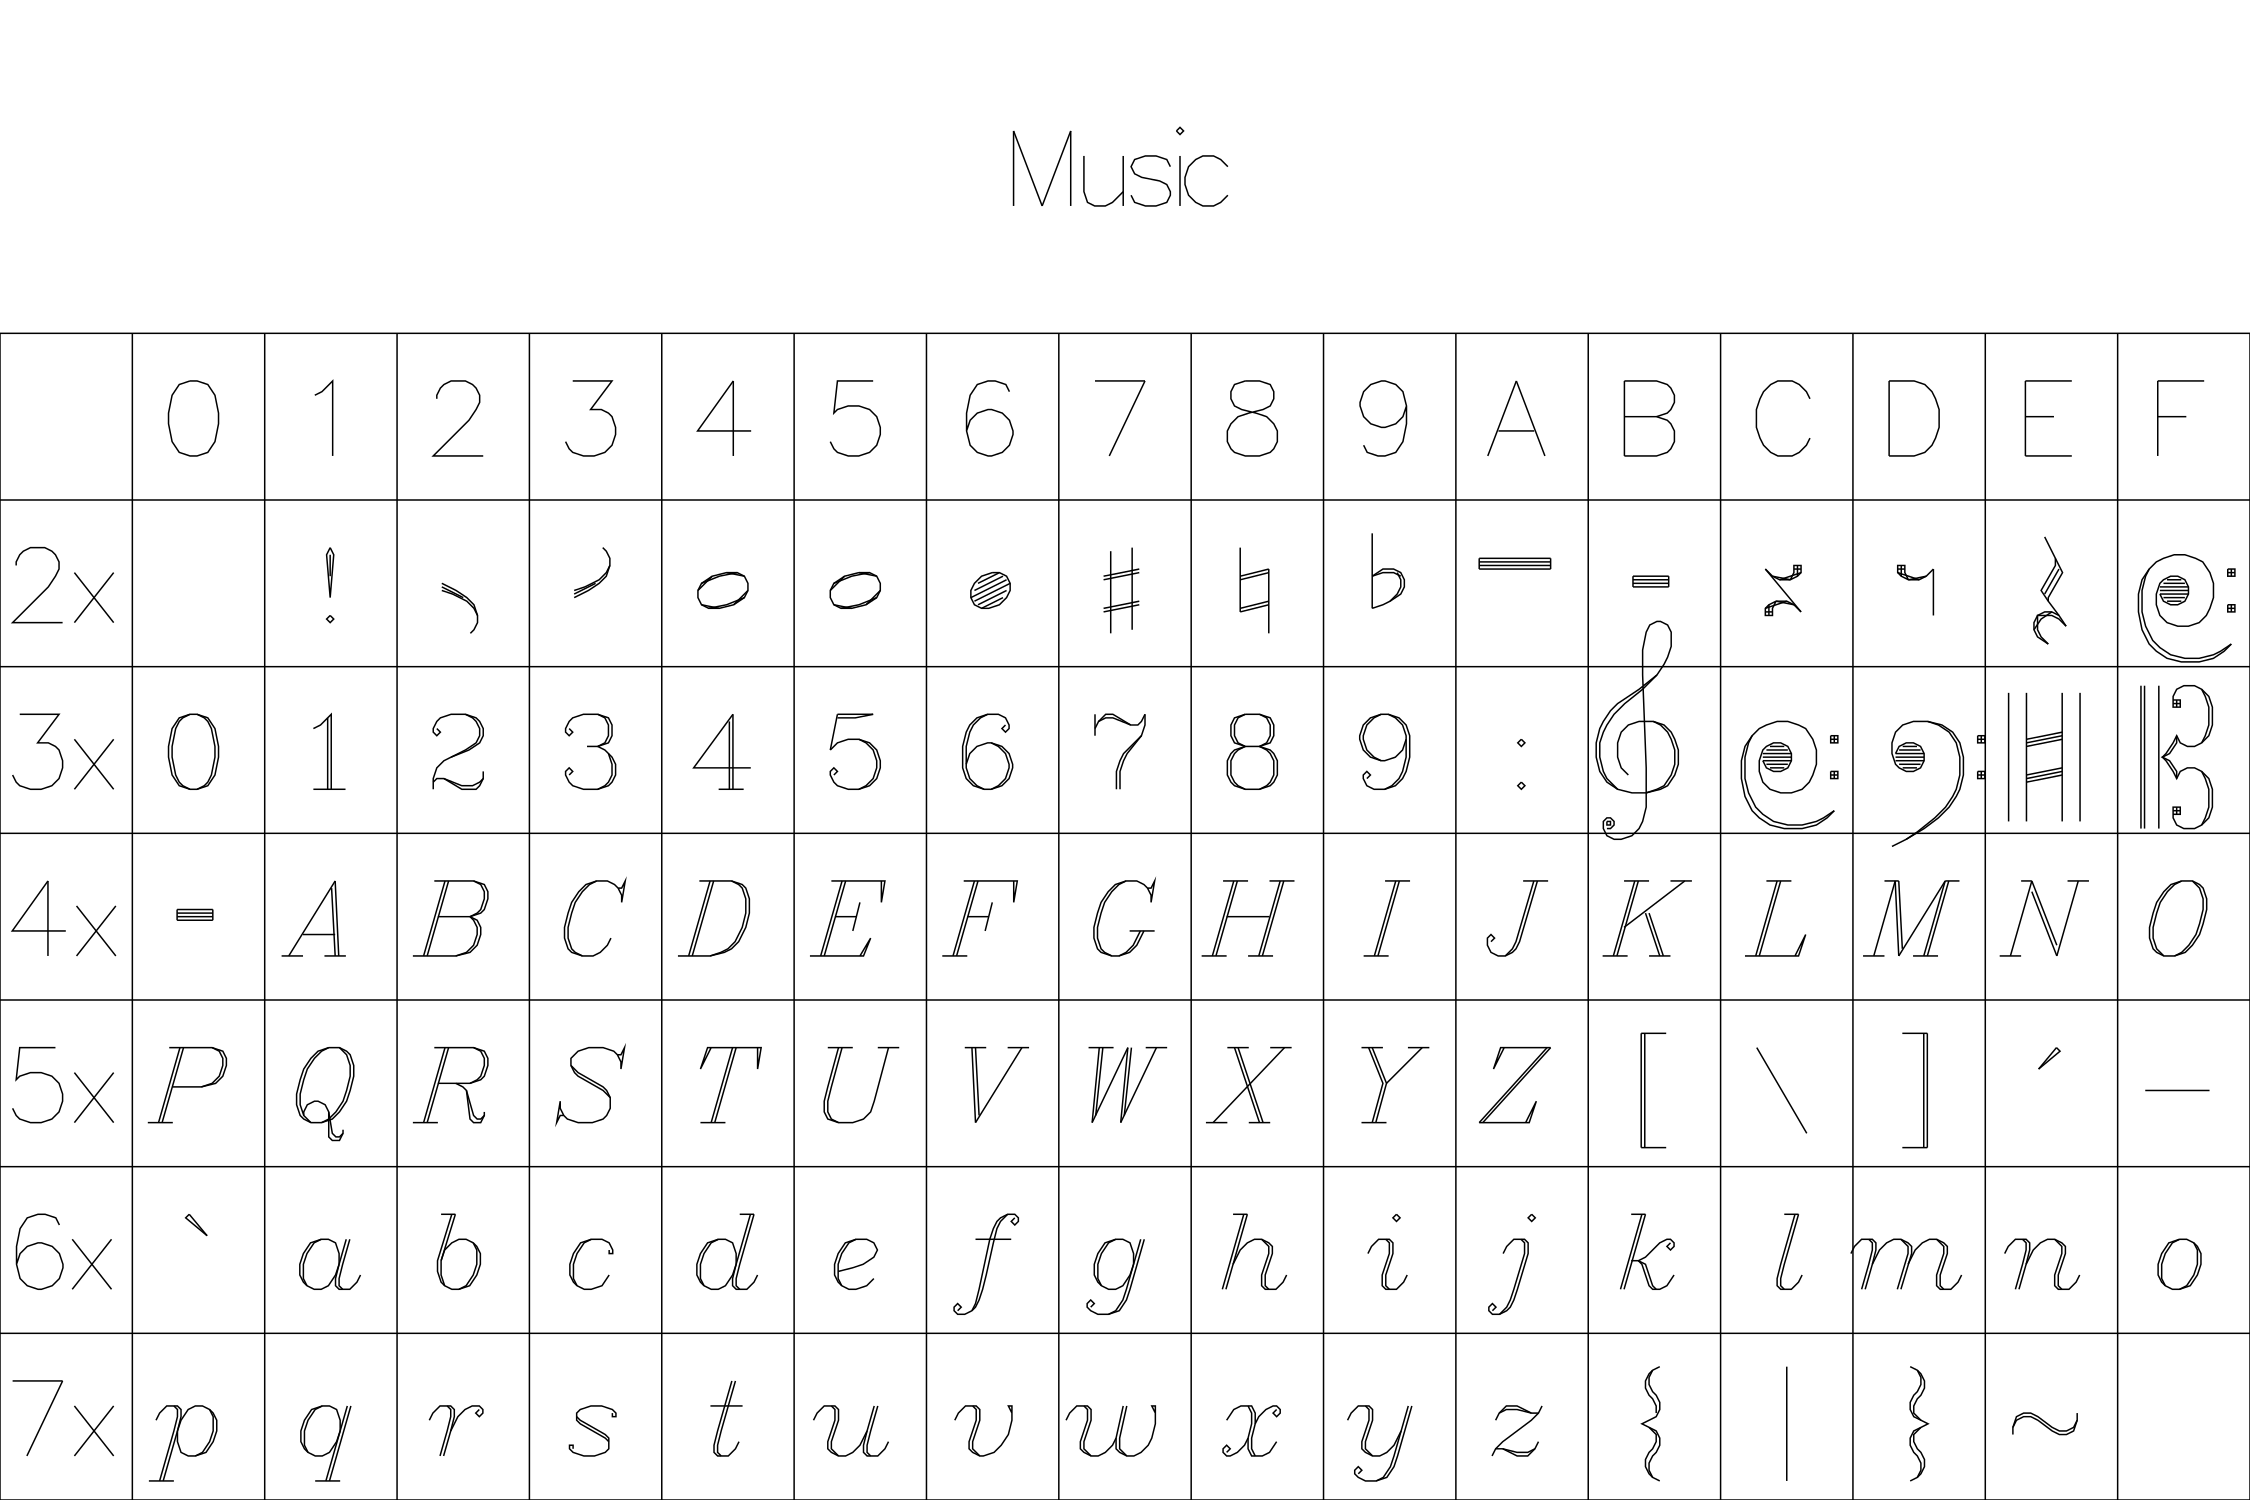 Music
0 1 2 3 4 5 6 7 8 9 A B C D E F
2x ! ♯ ♮ ♭
3x 0 1 2 3 4 5 6 7 8 9 :
4x A B C D E F G H I J K L M N O
5x P Q R S T U V W X Y Z [ \ ] ´ —
6x ` a b c d e f g h i j k l m n o
7x p q r s t u v w x y z { | } ~